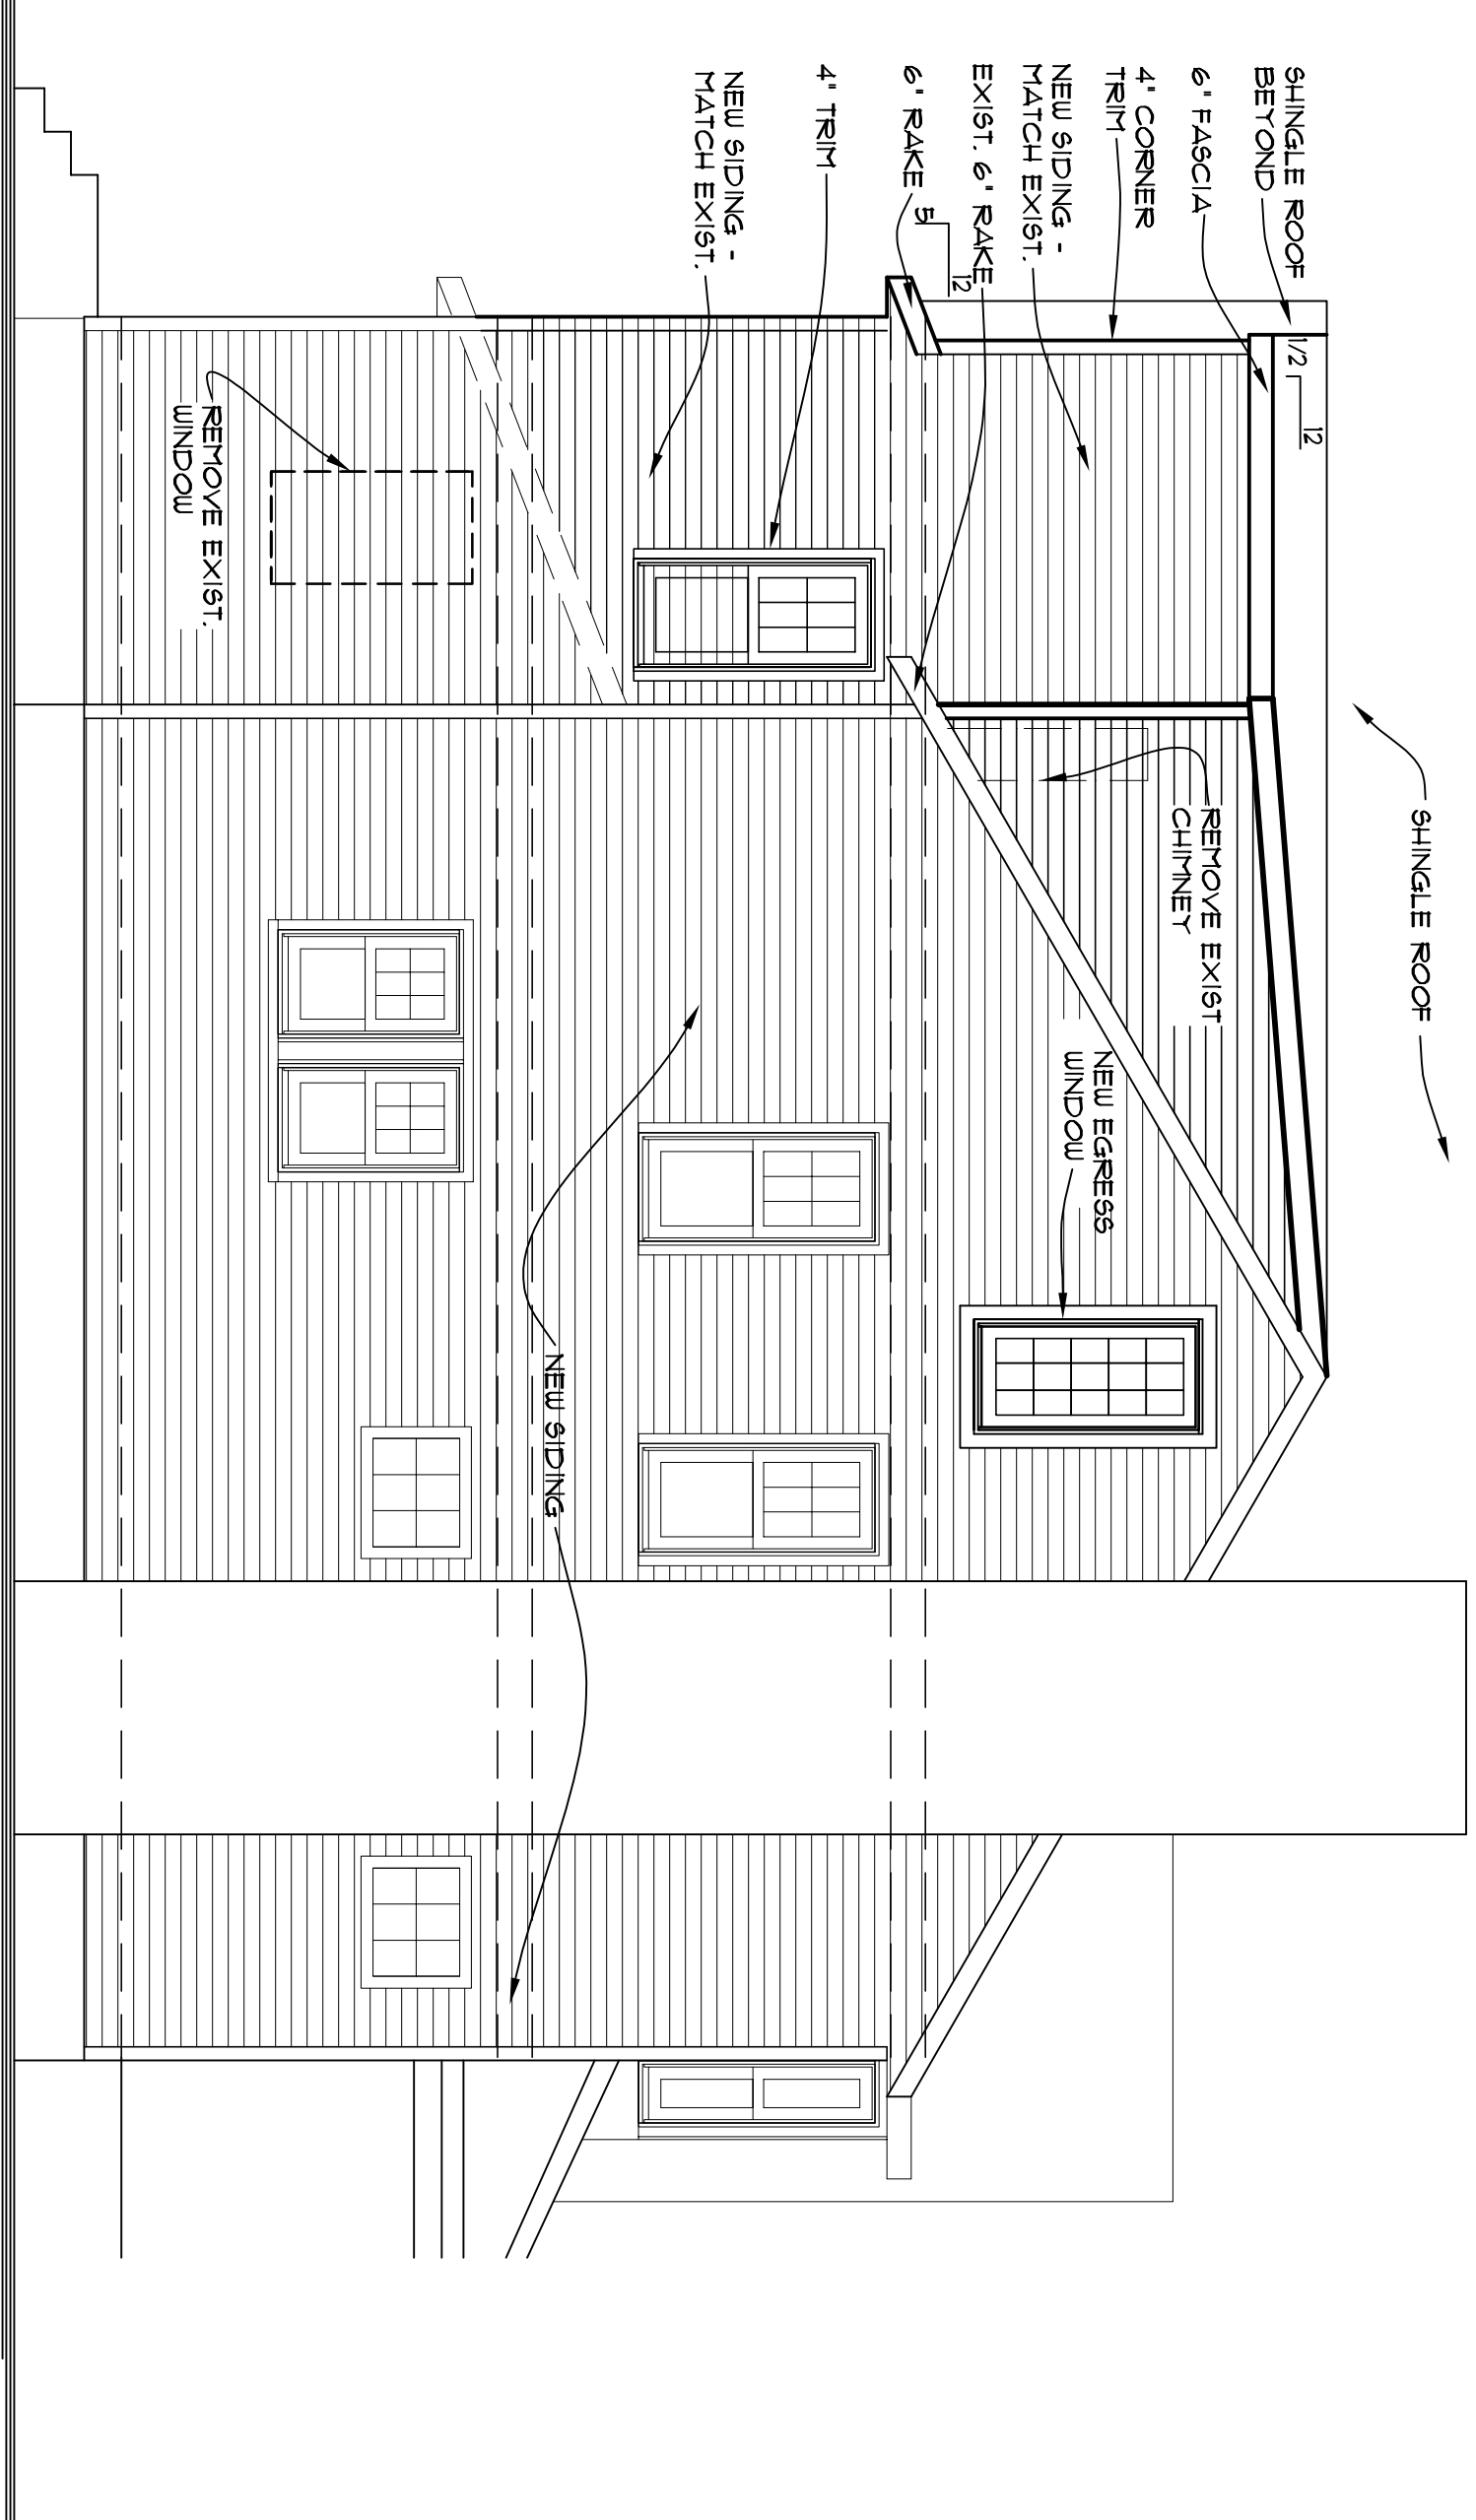 SHINGLE ROOF
SHINGLE ROOF
BEYOND
6" FASCIA
4" CORNER
TRIM
NEW SIDING -
MATCH EXIST.
EXIST. 6" RAKE
6" RAKE
4" TRIM
NEW SIDING -
MATCH EXIST.
12
1/2
12
5
REMOVE EXIST
CHIMNEY
NEW EGRESS
WINDOW
NEW SIDING
REMOVE EXIST.
WINDOW